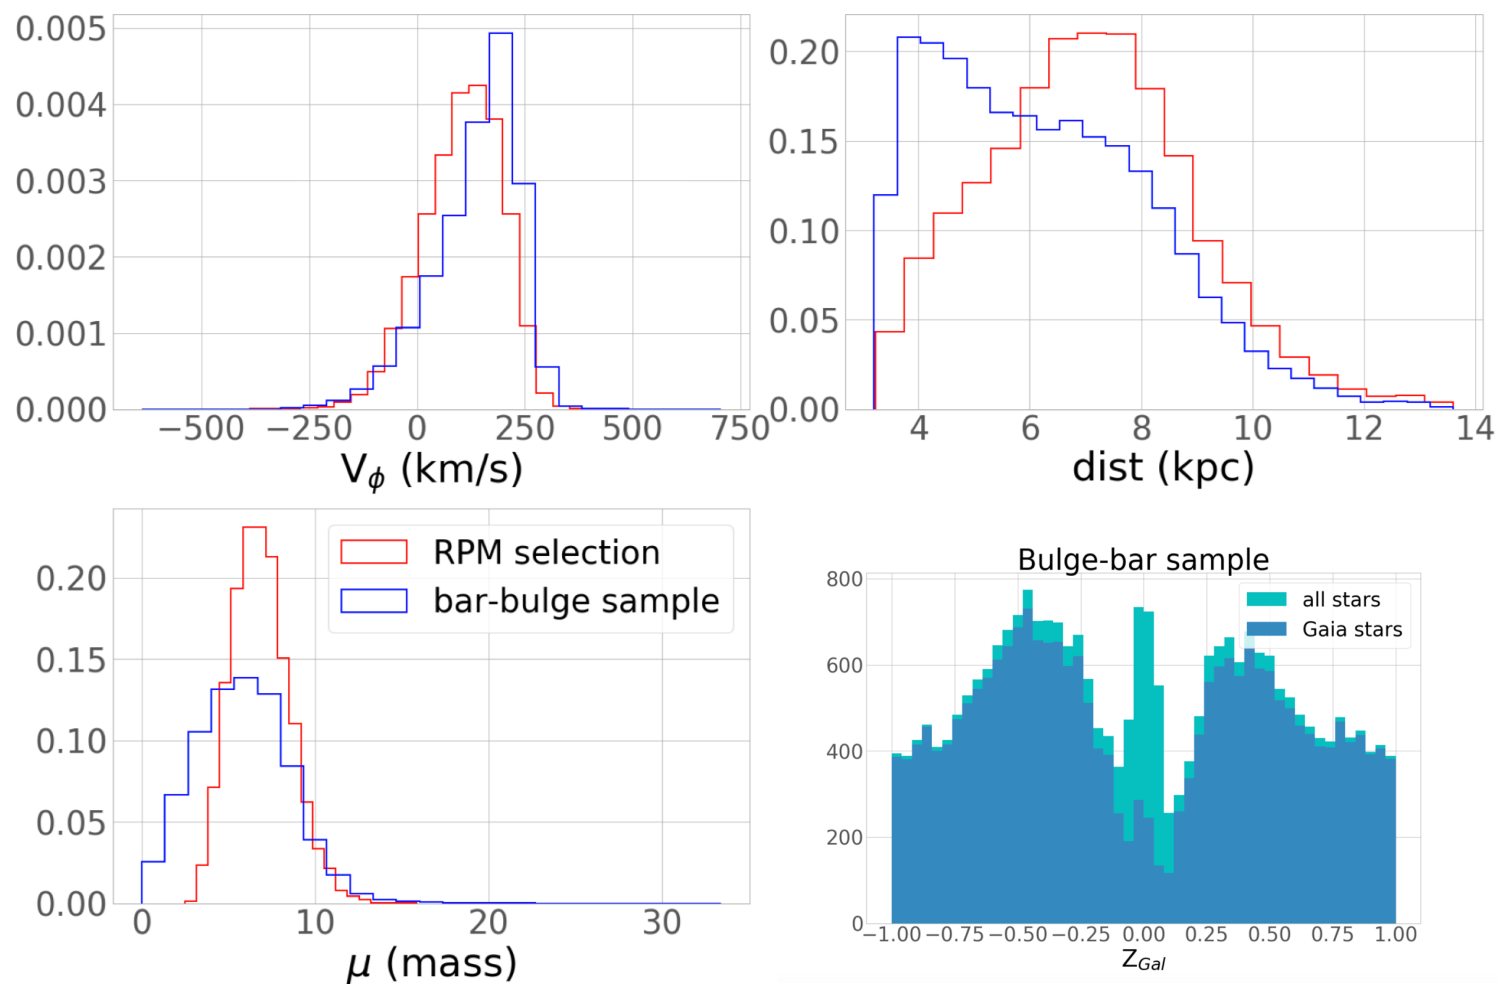 0.005
0.004
0.003
0.002
0.001
0.000
−500 −250 0 250 500 750
Vϕ (km/s)
0.20
0.15
0.10
0.05
0.00
4 6 8 10 12 14
dist (kpc)
0.20
0.15
0.10
0.05
0.00
0 10 20 30
μ (mass)
RPM selection
bar-bulge sample
Bulge-bar sample
800
600
400
200
0
all stars
Gaia stars
−1.00 −0.75 −0.50 −0.25 0.00 0.25 0.50 0.75 1.00
ZGal